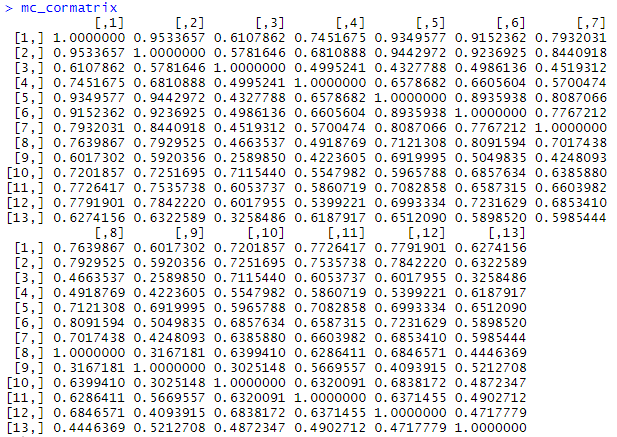 > mc_cormatrix
[,1] [,2] [,3] [,4] [,5] [,6] [,7]
[1,] 1.0000000 0.9533657 0.6107862 0.7451675 0.9349577 0.9152362 0.7932031
[2,] 0.9533657 1.0000000 0.5781646 0.6810888 0.9442972 0.9236925 0.8440918
[3,] 0.6107862 0.5781646 1.0000000 0.4995241 0.4327788 0.4986136 0.4519312
[4,] 0.7451675 0.6810888 0.4995241 1.0000000 0.6578682 0.6605604 0.5700474
[5,] 0.9349577 0.9442972 0.4327788 0.6578682 1.0000000 0.8935938 0.8087066
[6,] 0.9152362 0.9236925 0.4986136 0.6605604 0.8935938 1.0000000 0.7767212
[7,] 0.7932031 0.8440918 0.4519312 0.5700474 0.8087066 0.7767212 1.0000000
[8,] 0.7639867 0.7929525 0.4663537 0.4918769 0.7121308 0.8091594 0.7017438
[9,] 0.6017302 0.5920356 0.2589850 0.4223605 0.6919995 0.5049835 0.4248093
[10,] 0.7201857 0.7251695 0.7115440 0.5547982 0.5965788 0.6857634 0.6385880
[11,] 0.7726417 0.7535738 0.6053737 0.5860719 0.7082858 0.6587315 0.6603982
[12,] 0.7791901 0.7842220 0.6017955 0.5399221 0.6993334 0.7231629 0.6853410
[13,] 0.6274156 0.6322589 0.3258486 0.6187917 0.6512090 0.5898520 0.5985444
[,8] [,9] [,10] [,11] [,12] [,13]
[1,] 0.7639867 0.6017302 0.7201857 0.7726417 0.7791901 0.6274156
[2,] 0.7929525 0.5920356 0.7251695 0.7535738 0.7842220 0.6322589
[3,] 0.4663537 0.2589850 0.7115440 0.6053737 0.6017955 0.3258486
[4,] 0.4918769 0.4223605 0.5547982 0.5860719 0.5399221 0.6187917
[5,] 0.7121308 0.6919995 0.5965788 0.7082858 0.6993334 0.6512090
[6,] 0.8091594 0.5049835 0.6857634 0.6587315 0.7231629 0.5898520
[7,] 0.7017438 0.4248093 0.6385880 0.6603982 0.6853410 0.5985444
[8,] 1.0000000 0.3167181 0.6399410 0.6286411 0.6846571 0.4446369
[9,] 0.3167181 1.0000000 0.3025148 0.5669557 0.4093915 0.5212708
[10,] 0.6399410 0.3025148 1.0000000 0.6320091 0.6838172 0.4872347
[11,] 0.6286411 0.5669557 0.6320091 1.0000000 0.6371455 0.4902712
[12,] 0.6846571 0.4093915 0.6838172 0.6371455 1.0000000 0.4717779
[13,] 0.4446369 0.5212708 0.4872347 0.4902712 0.4717779 1.0000000